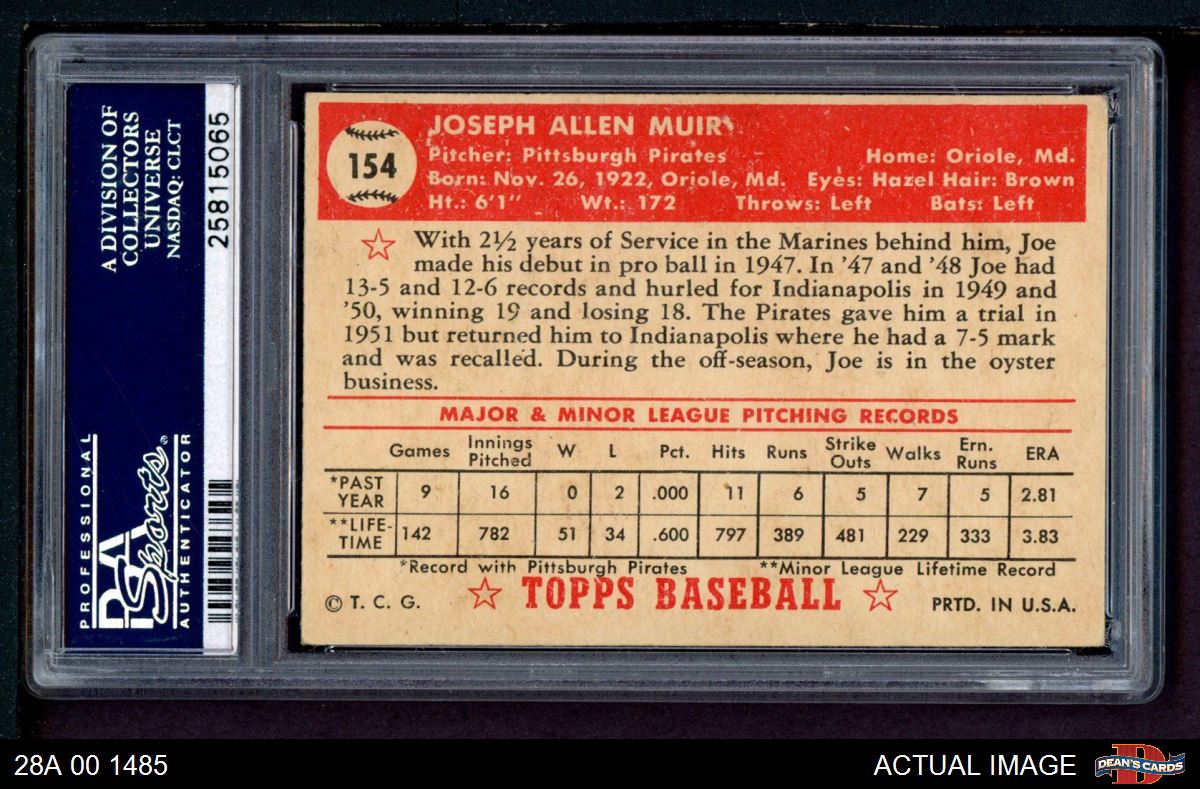 A DIVISION OF
COLLECTORS
UNIVERSE
NASDAQ: CLCT
25815065
PROFESSIONAL
PSA
Sports®
AUTHENTICATOR
154
JOSEPH ALLEN MUIR
Pitcher: Pittsburgh Pirates Home: Oriole, Md.
Born: Nov. 26, 1922, Oriole, Md. Eyes: Hazel Hair: Brown
Ht.: 6'1" Wt.: 172 Throws: Left Bats: Left
With 2½ years of Service in the Marines behind him, Joe
made his debut in pro ball in 1947. In '47 and '48 Joe had
13-5 and 12-6 records and hurled for Indianapolis in 1949 and
'50, winning 19 and losing 18. The Pirates gave him a trial in
1951 but returned him to Indianapolis where he had a 7-5 mark
and was recalled. During the off-season, Joe is in the oyster
business.
MAJOR & MINOR LEAGUE PITCHING RECORDS
Games Innings Pitched W L Pct. Hits Runs Strike Outs Walks Ern. Runs ERA
*PAST YEAR 9 16 0 2 .000 11 6 5 7 5 2.81
**LIFE-TIME 142 782 51 34 .600 797 389 481 229 333 3.83
*Record with Pittsburgh Pirates **Minor League Lifetime Record
© T. C. G. TOPPS BASEBALL PRTD. IN U.S.A.
28A 00 1485
ACTUAL IMAGE
DEAN'S CARDS